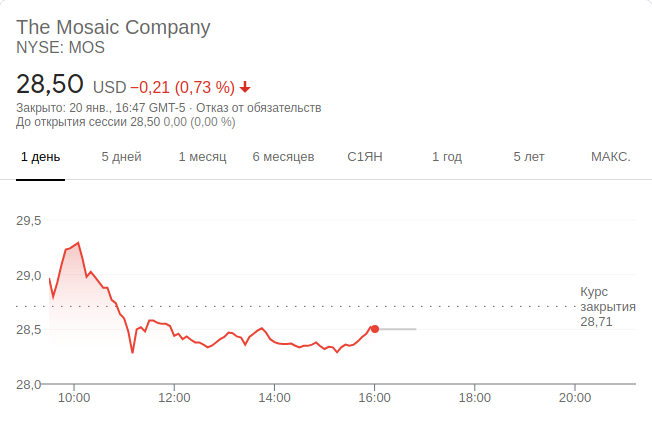 The Mosaic Company
NYSE: MOS
28,50 USD −0,21 (0,73 %)
Закрыто: 20 янв., 16:47 GMT-5 · Отказ от обязательств
До открытия сессии 28,50 0,00 (0,00 %)
1 день 5 дней 1 месяц 6 месяцев С1ЯН 1 год 5 лет МАКС.
29,5
29,0
Курс
закрытия
28,71
28,5
28,0
10:00 12:00 14:00 16:00 18:00 20:00